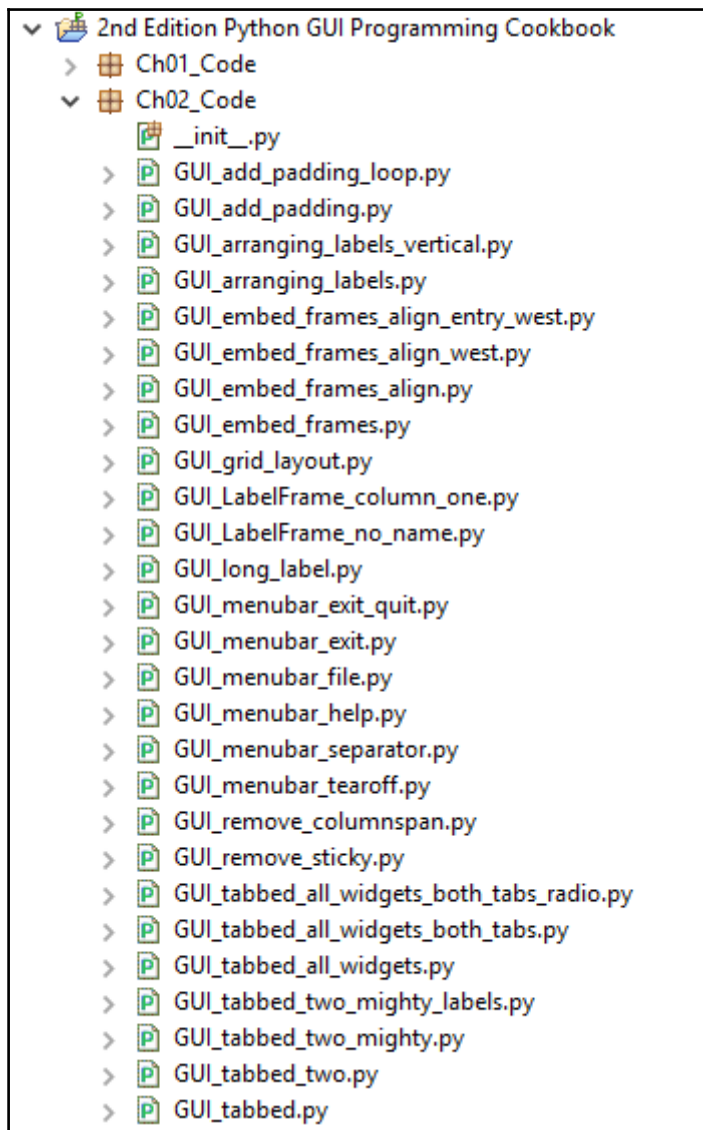 2nd Edition Python GUI Programming Cookbook
Ch01_Code
Ch02_Code
__init__.py
GUI_add_padding_loop.py
GUI_add_padding.py
GUI_arranging_labels_vertical.py
GUI_arranging_labels.py
GUI_embed_frames_align_entry_west.py
GUI_embed_frames_align_west.py
GUI_embed_frames_align.py
GUI_embed_frames.py
GUI_grid_layout.py
GUI_LabelFrame_column_one.py
GUI_LabelFrame_no_name.py
GUI_long_label.py
GUI_menubar_exit_quit.py
GUI_menubar_exit.py
GUI_menubar_file.py
GUI_menubar_help.py
GUI_menubar_separator.py
GUI_menubar_tearoff.py
GUI_remove_columnspan.py
GUI_remove_sticky.py
GUI_tabbed_all_widgets_both_tabs_radio.py
GUI_tabbed_all_widgets_both_tabs.py
GUI_tabbed_all_widgets.py
GUI_tabbed_two_mighty_labels.py
GUI_tabbed_two_mighty.py
GUI_tabbed_two.py
GUI_tabbed.py